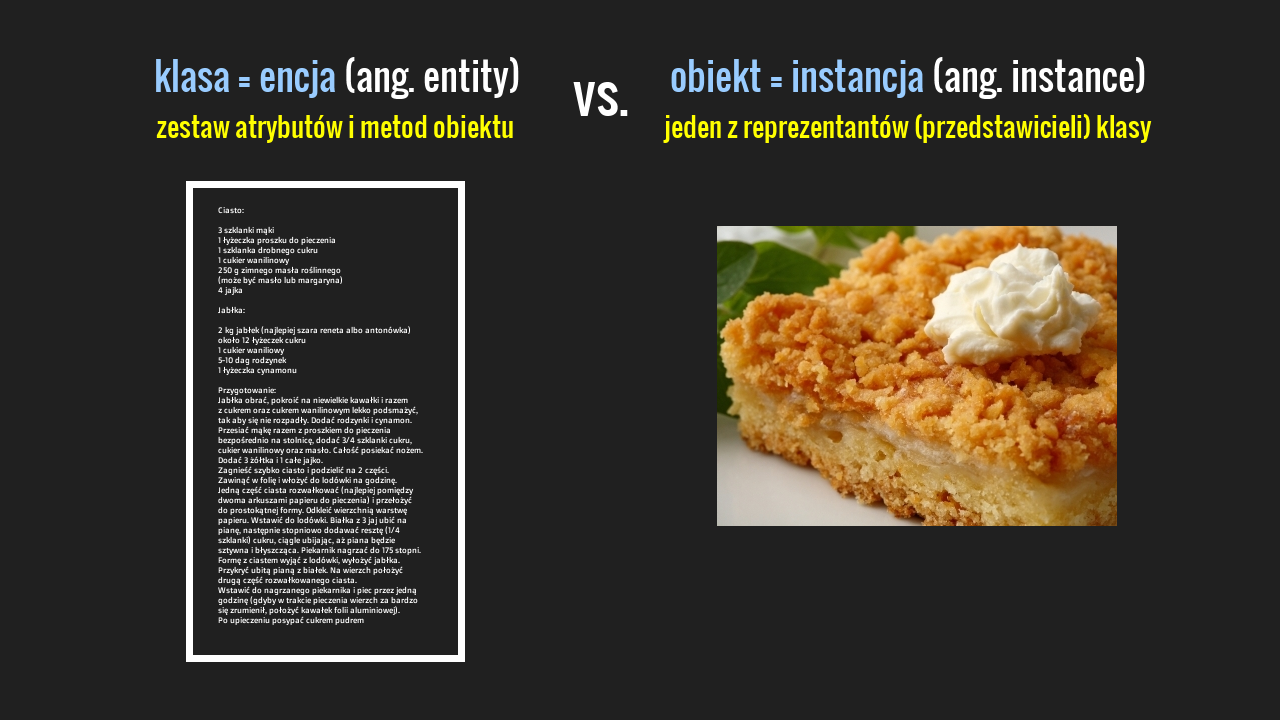 klasa = encja (ang. entity)
zestaw atrybutów i metod obiektu
vs.
obiekt = instancja (ang. instance)
jeden z reprezentantów (przedstawicieli) klasy
Ciasto:
3 szklanki mąki
1 łyżeczka proszku do pieczenia
1 szklanka drobnego cukru
1 cukier wanilinowy
250 g zimnego masła roślinnego
(może być masło lub margaryna)
4 jajka
Jabłka:
2 kg jabłek (najlepiej szara reneta albo antonówka)
około 12 łyżeczek cukru
1 cukier waniliowy
5-10 dag rodzynek
1 łyżeczka cynamonu
Przygotowanie:
Jabłka obrać, pokroić na niewielkie kawałki i razem
z cukrem oraz cukrem wanilinowym lekko podsmażyć,
tak aby się nie rozpadły. Dodać rodzynki i cynamon.
Przesiać mąkę razem z proszkiem do pieczenia
bezpośrednio na stolnicę, dodać 3/4 szklanki cukru,
cukier wanilinowy oraz masło. Całość posiekać nożem.
Dodać 3 żółtka i 1 całe jajko.
Zagnieść szybko ciasto i podzielić na 2 części.
Zawinąć w folię i włożyć do lodówki na godzinę.
Jedną część ciasta rozwałkować (najlepiej pomiędzy
dwoma arkuszami papieru do pieczenia) i przełożyć
do prostokątnej formy. Odkleić wierzchnią warstwę
papieru. Wstawić do lodówki. Białka z 3 jaj ubić na
pianę, następnie stopniowo dodawać resztę (1/4
szklanki) cukru, ciągle ubijając, aż piana będzie
sztywna i błyszcząca. Piekarnik nagrzać do 175 stopni.
Formę z ciastem wyjąć z lodówki, wyłożyć jabłka.
Przykryć ubitą pianą z białek. Na wierzch położyć
drugą część rozwałkowanego ciasta.
Wstawić do nagrzanego piekarnika i piec przez jedną
godzinę (gdyby w trakcie pieczenia wierzch za bardzo
się zrumienił, położyć kawałek folii aluminiowej).
Po upieczeniu posypać cukrem pudrem